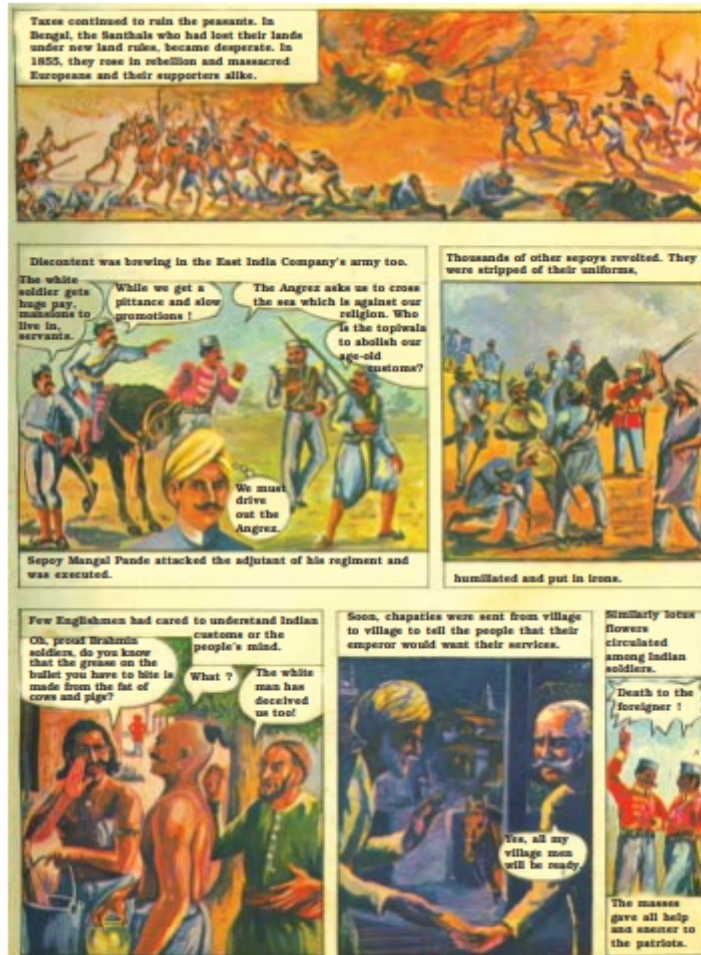 Taxes continued to ruin the peasants. In
Bengal, the Santhals who had lost their lands
under new land rules, became desperate. In
1855, they rose in rebellion and massacred
Europeans and their supporters alike.
Discontent was brewing in the East India Company's army too.
The white
soldier gets
huge pay,
mansions to
live in,
servants.
While we get a
pittance and slow
promotions !
The Angrez asks us to cross
the sea which is against our
religion. Who
is the topiwala
to abolish our
age-old
customs?
We must
drive
out the
Angrez.
Sepoy Mangal Pande attacked the adjutant of his regiment and
was executed.
Thousands of other sepoys revolted. They
were stripped of their uniforms,
humiliated and put in irons.
Few Englishmen had cared to understand Indian
customs or the
people's mind.
Oh, proud Brahmin
soldiers, do you know
that the grease on the
bullet you have to bite is
made from the fat of
cows and pigs?
What ?
The white
man has
deceived
us too!
Soon, chapaties were sent from village
to village to tell the people that their
emperor would want their services.
Yes, all my
village men
will be ready.
Similarly lotus
flowers
circulated
among Indian
soldiers.
Death to the
foreigner !
The masses
gave all help
and shelter to
the patriots.